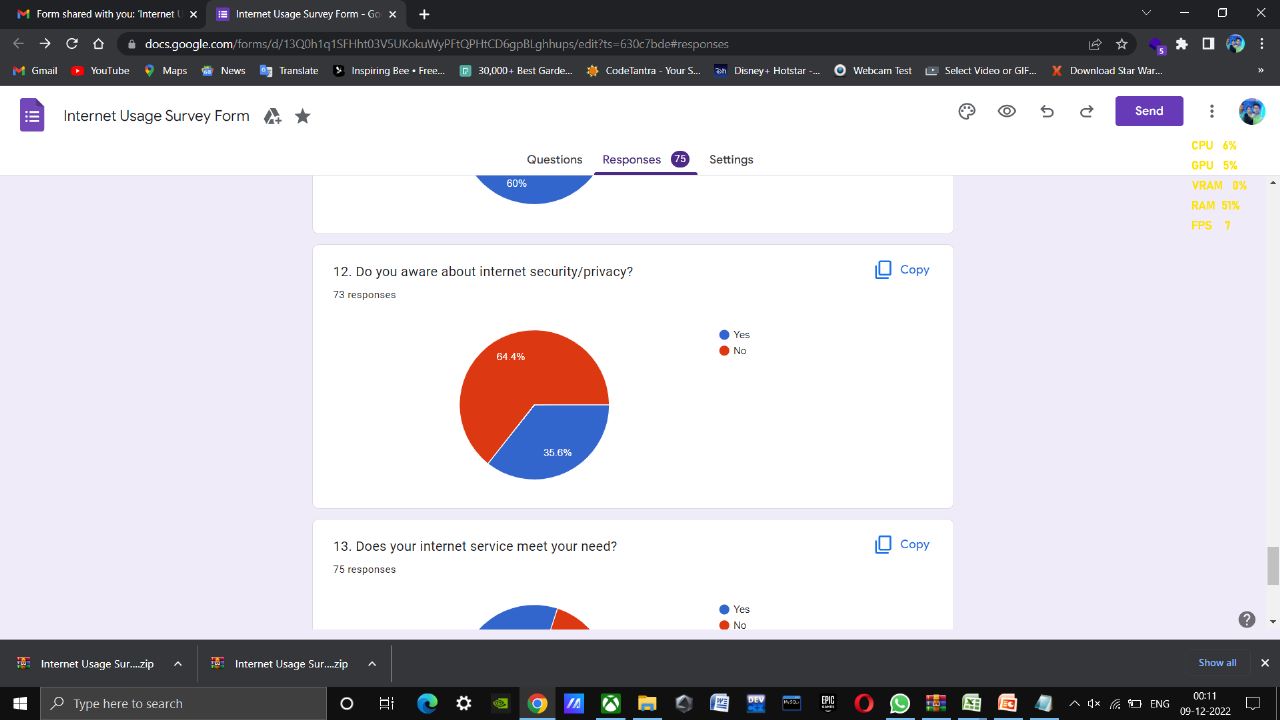 Form shared with you: 'Internet U
Internet Usage Survey Form - Go
docs.google.com/forms/d/13Q0h1q1SFHht03V5UKokuWyPFtQPHtCD6gpBLghhups/edit?ts=630c7bde#responses
5
Gmail YouTube Maps News Translate Inspiring Bee • Free... 30,000+ Best Garde... CodeTantra - Your S... Disney+ Hotstar -... Webcam Test Select Video or GIF... Download Star War... »
Internet Usage Survey Form
Send
Questions Responses 75 Settings
CPU 6%
GPU 5%
VRAM 0%
RAM 51%
FPS 7
60%
12. Do you aware about internet security/privacy?
Copy
73 responses
Yes
No
64.4%
35.6%
13. Does your internet service meet your need?
Copy
75 responses
Yes
No
Internet Usage Sur....zip
Internet Usage Sur....zip
Show all
Type here to search
ENG
00:11
09-12-2022